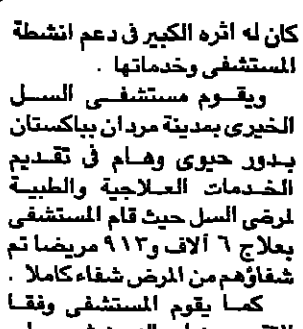 كان له اثره الكبير فى دعم انشطة
المستشفى وخدماتها .
ويقوم مستشفى السل
الخيرى بمدينة مردان بباكستان
بدور حيوى وهام فى تقديم
الخدمات العلاجية والطبية
لمرضى السل حيث قام المستشفى
بعلاج ٦ آلاف و٩١٣ مريضا تم
شفاؤهم من المرض شفاء كاملا .
كما يقوم المستشفى وفقا